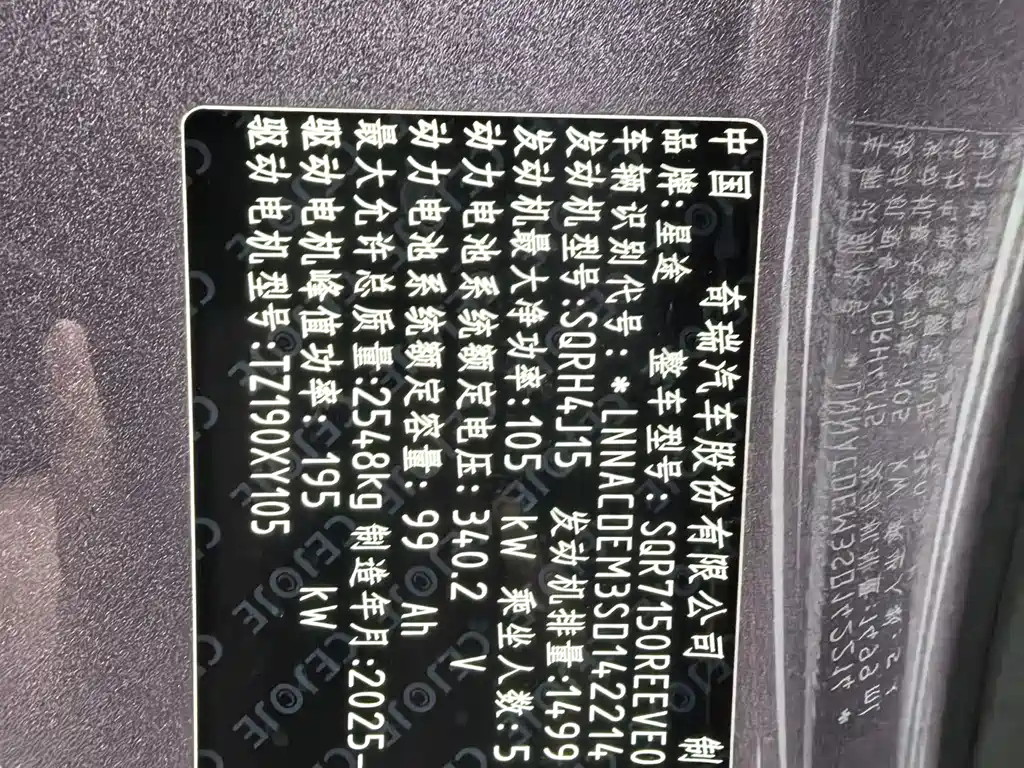 中国 奇瑞汽车股份有限公司 制
品牌:星途 整车型号:SQR7150REEVE0
车辆识别代号:*LNNACDEM3SD142214
发动机型号:SQRH4J15 发动机排量:1499
发动机最大净功率:105 kW 乘坐人数:5
动力电池系统额定电压:340.2 V
动力电池系统额定容量:99 Ah
最大允许总质量:2548kg 制造年月:2025-
驱动电机峰值功率:195 kW
驱动电机型号:TZ190XY105